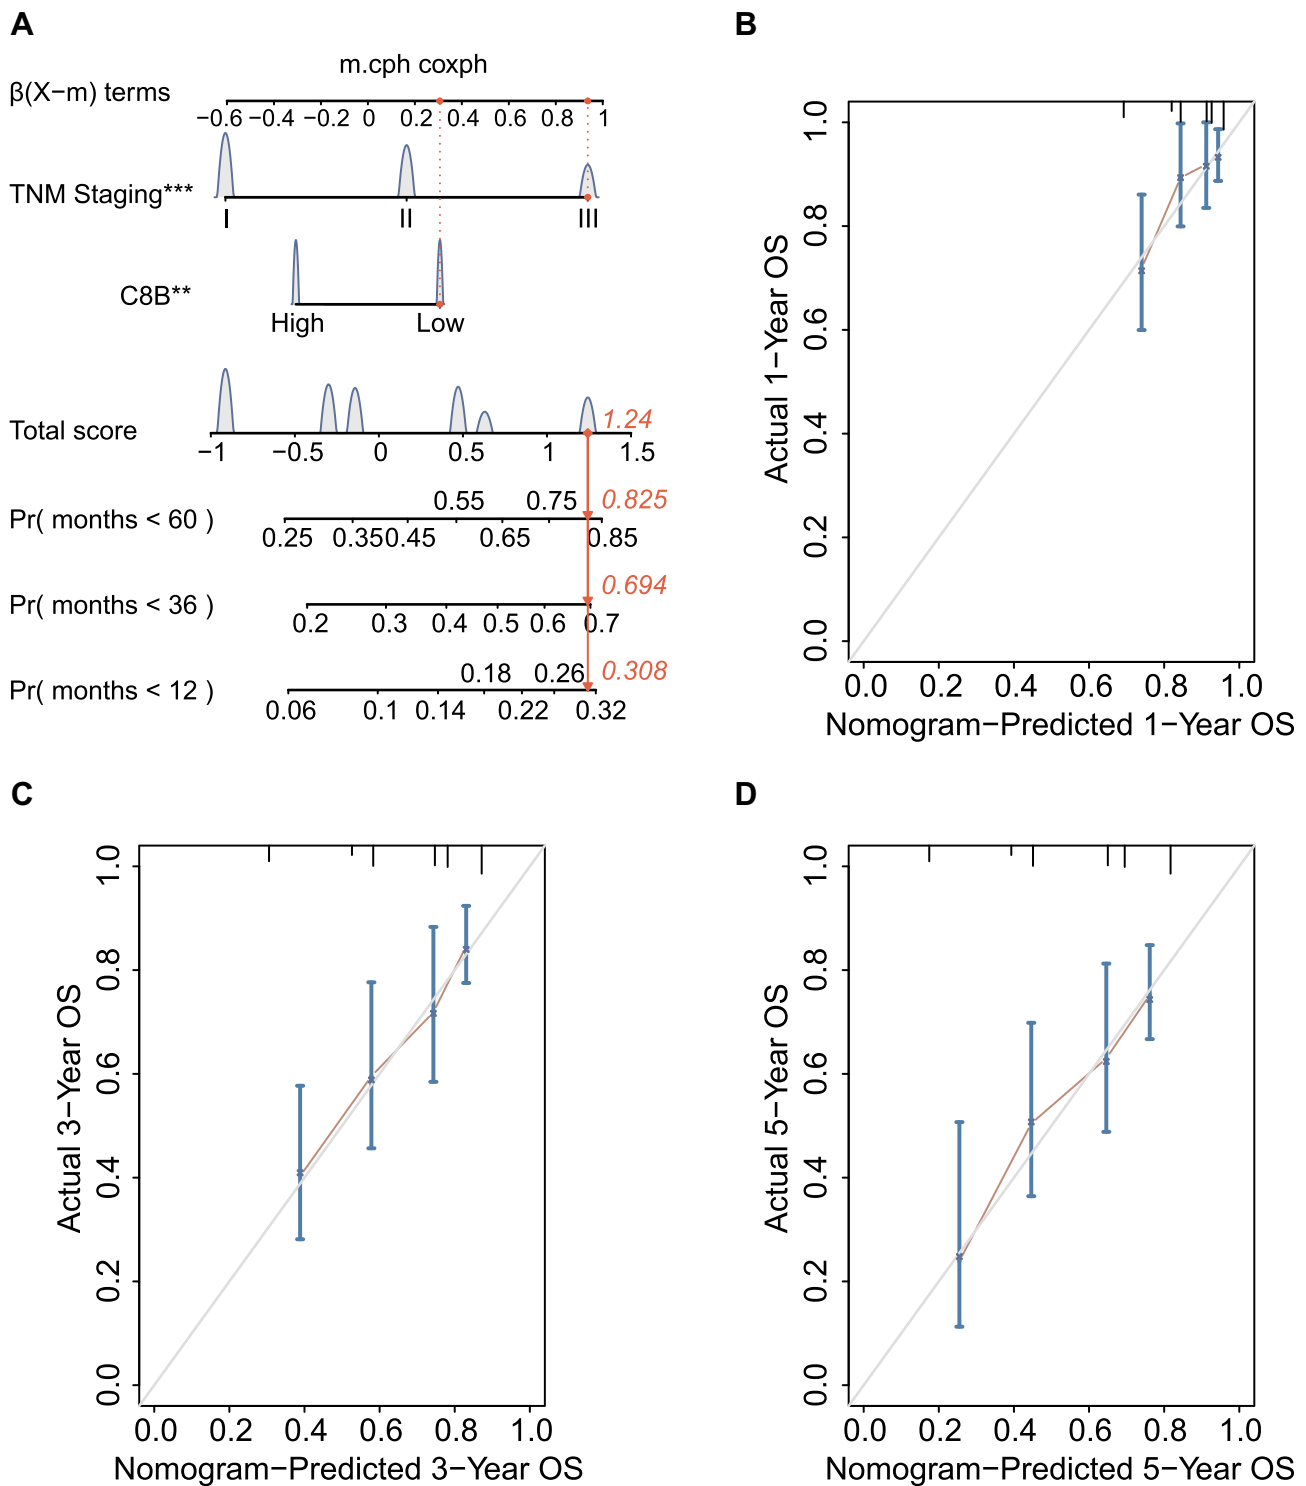 A
m.cph coxph
β(X−m) terms
−0.6 −0.4 −0.2 0 0.2 0.4 0.6 0.8 1
TNM Staging***
I II III
C8B**
High Low
Total score
1.24
−1 −0.5 0 0.5 1 1.5
0.55 0.75 0.825
Pr( months < 60 )
0.25 0.35 0.45 0.65 0.85
0.694
Pr( months < 36 )
0.2 0.3 0.4 0.5 0.6 0.7
0.18 0.26 0.308
Pr( months < 12 )
0.06 0.1 0.14 0.22 0.32
B
Actual 1−Year OS
0.0 0.2 0.4 0.6 0.8 1.0
0.0 0.2 0.4 0.6 0.8 1.0
Nomogram−Predicted 1−Year OS
C
Actual 3−Year OS
0.0 0.2 0.4 0.6 0.8 1.0
0.0 0.2 0.4 0.6 0.8 1.0
Nomogram−Predicted 3−Year OS
D
Actual 5−Year OS
0.0 0.2 0.4 0.6 0.8 1.0
0.0 0.2 0.4 0.6 0.8 1.0
Nomogram−Predicted 5−Year OS